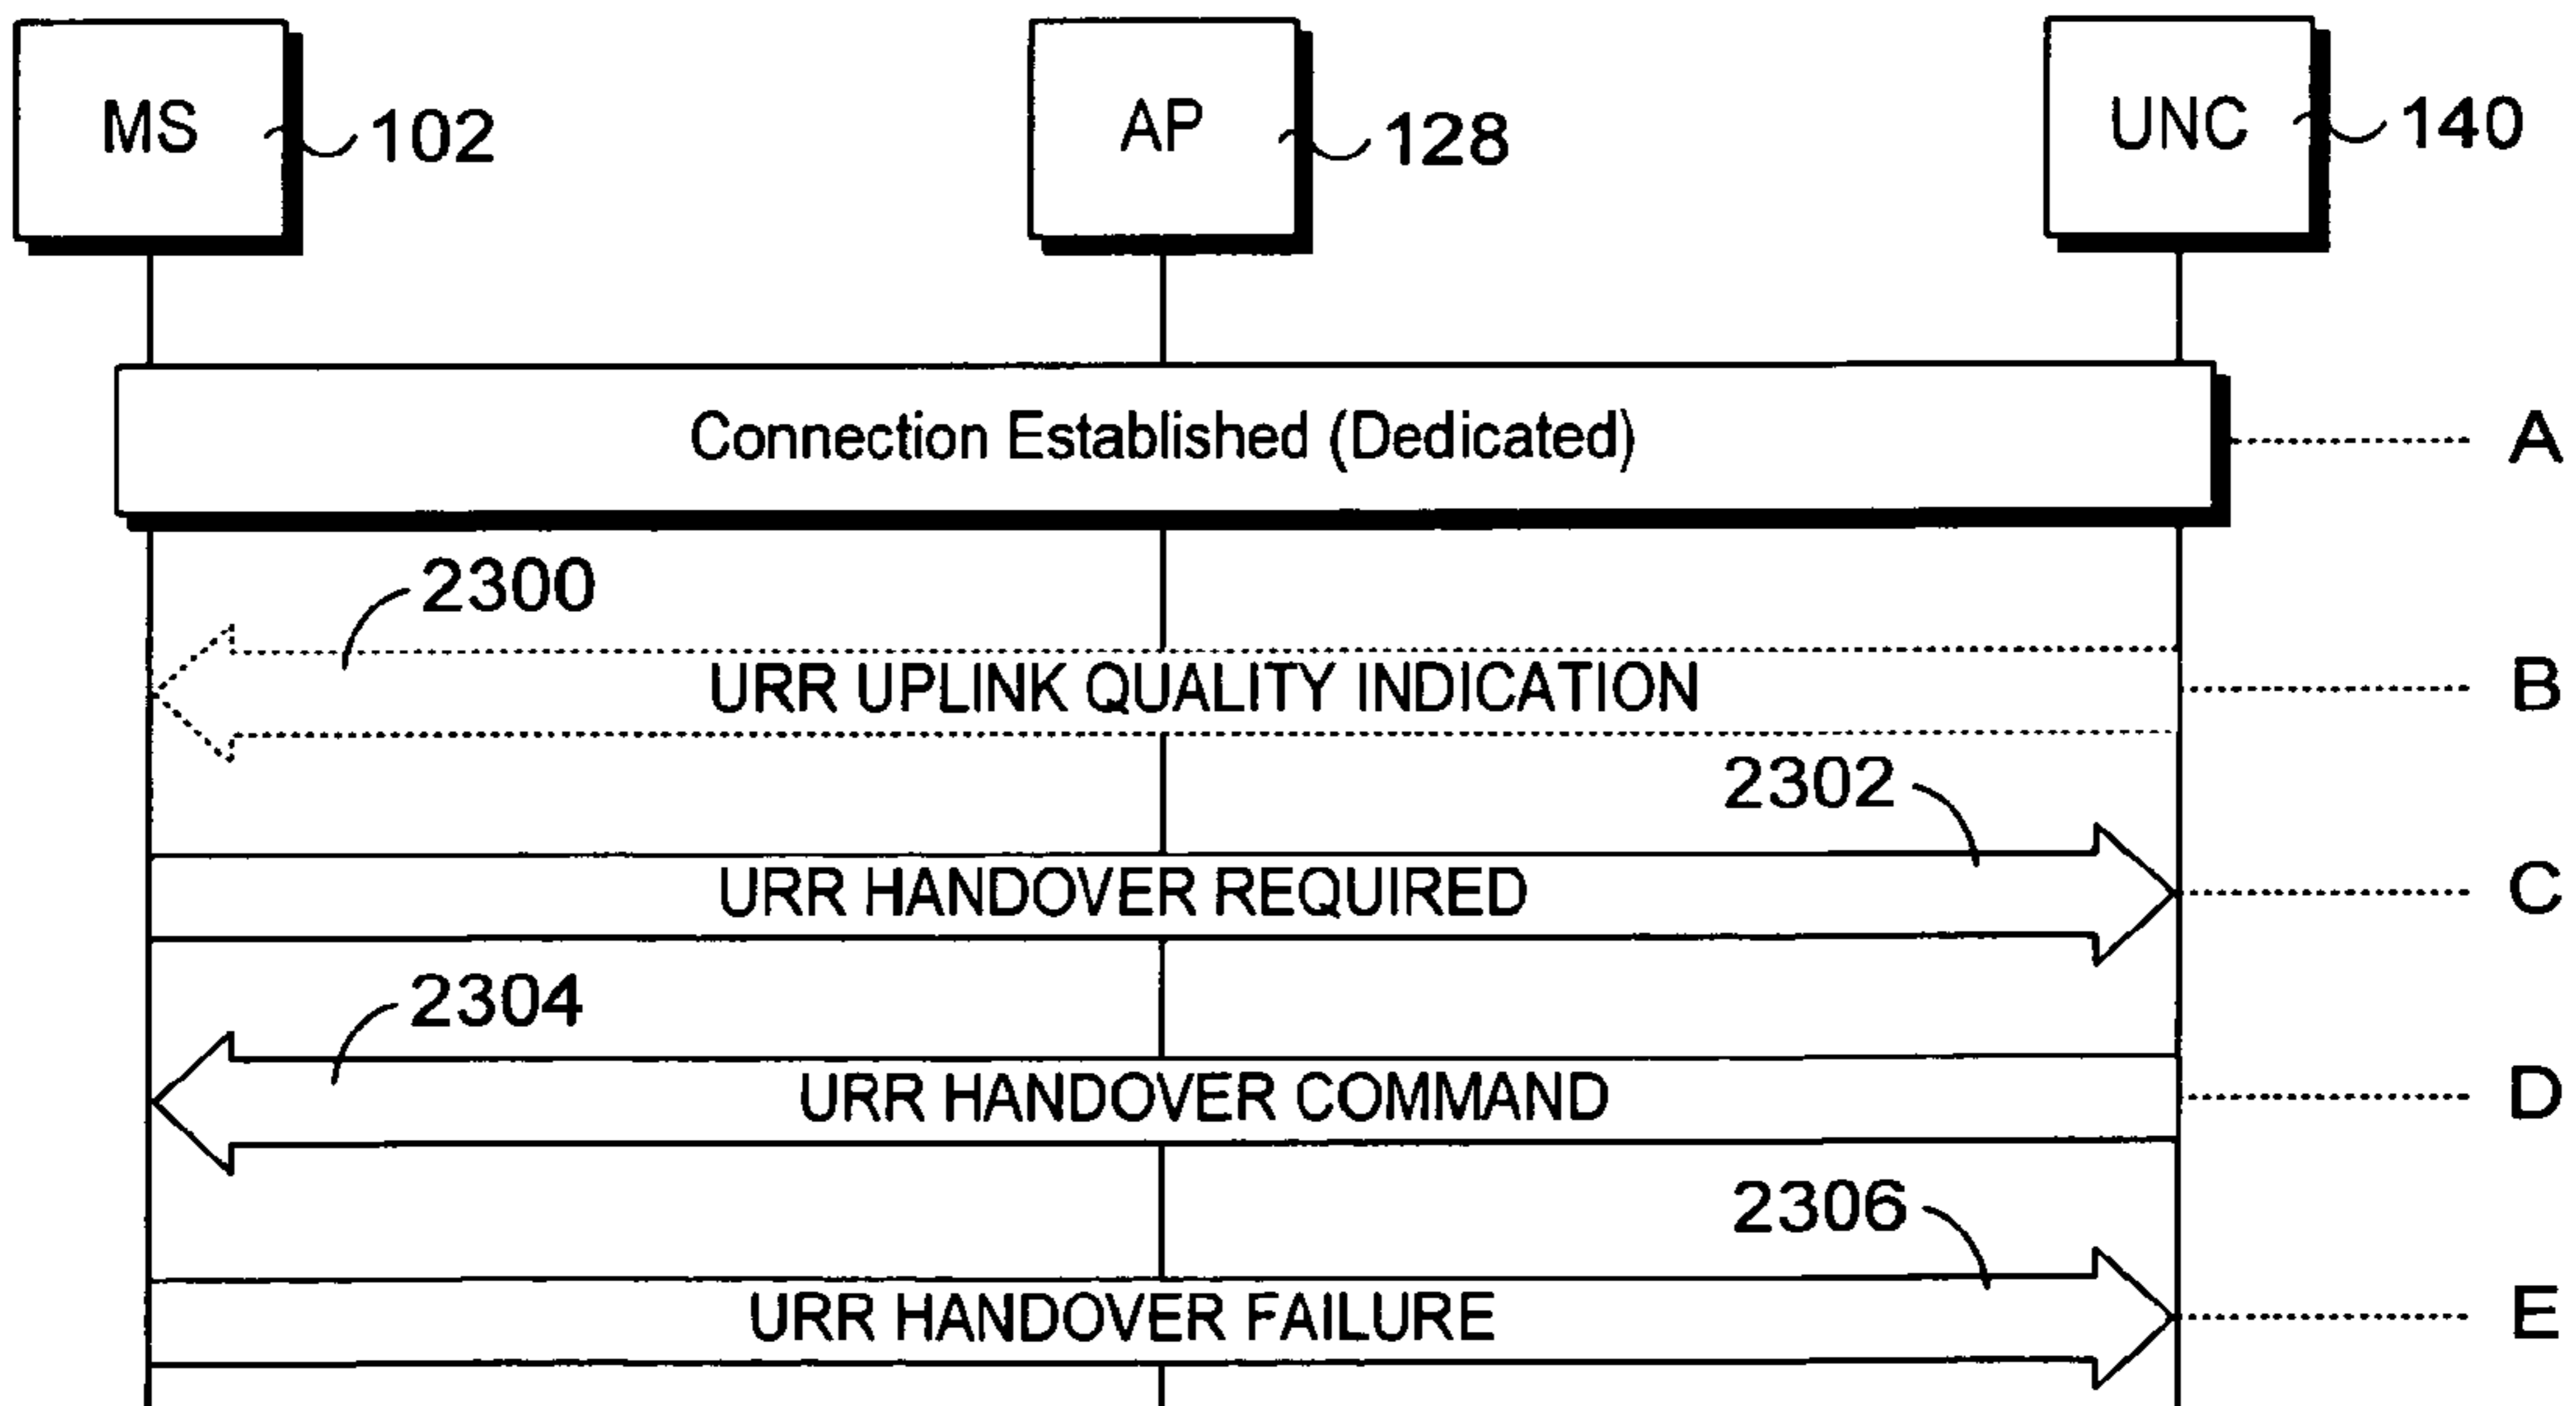 MS 102 AP 128 UNC 140
Connection Established (Dedicated) A
2300
URR UPLINK QUALITY INDICATION B
2302
URR HANDOVER REQUIRED C
2304
URR HANDOVER COMMAND D
2306
URR HANDOVER FAILURE E